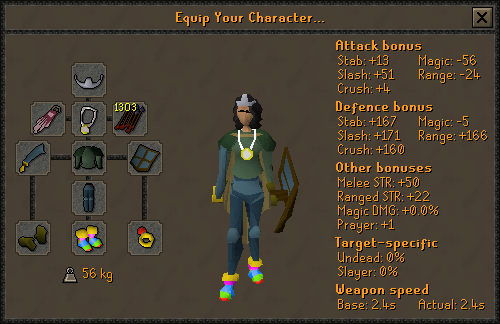 Equip Your Character...
1303
56 kg
Attack bonus
Stab: +13 Magic: -56
Slash: +51 Range: -24
Crush: +4
Defence bonus
Stab: +167 Magic: -5
Slash: +171 Range: +166
Crush: +160
Other bonuses
Melee STR: +50
Ranged STR: +22
Magic DMG: +0.0%
Prayer: +1
Target-specific
Undead: 0%
Slayer: 0%
Weapon speed
Base: 2.4s Actual: 2.4s